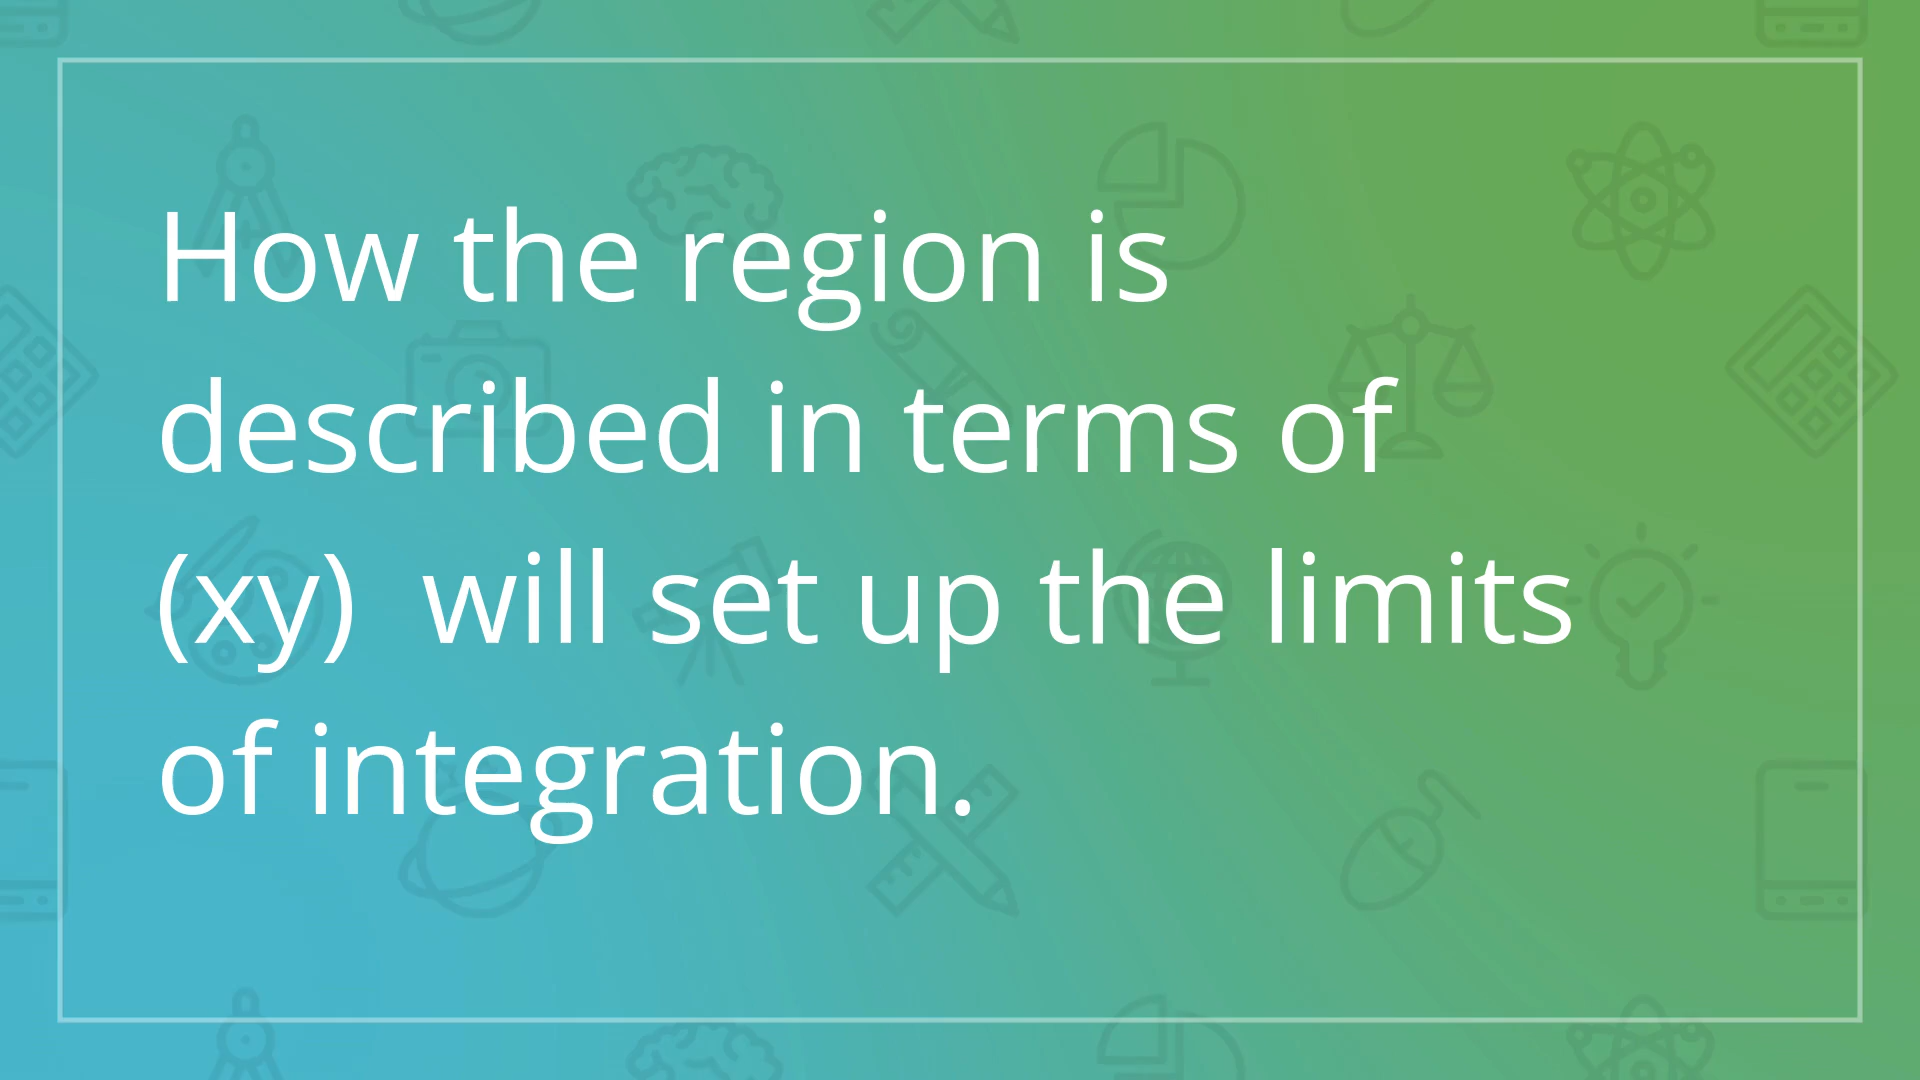 How the region is
described in terms of
(xy)  will set up the limits
of integration.